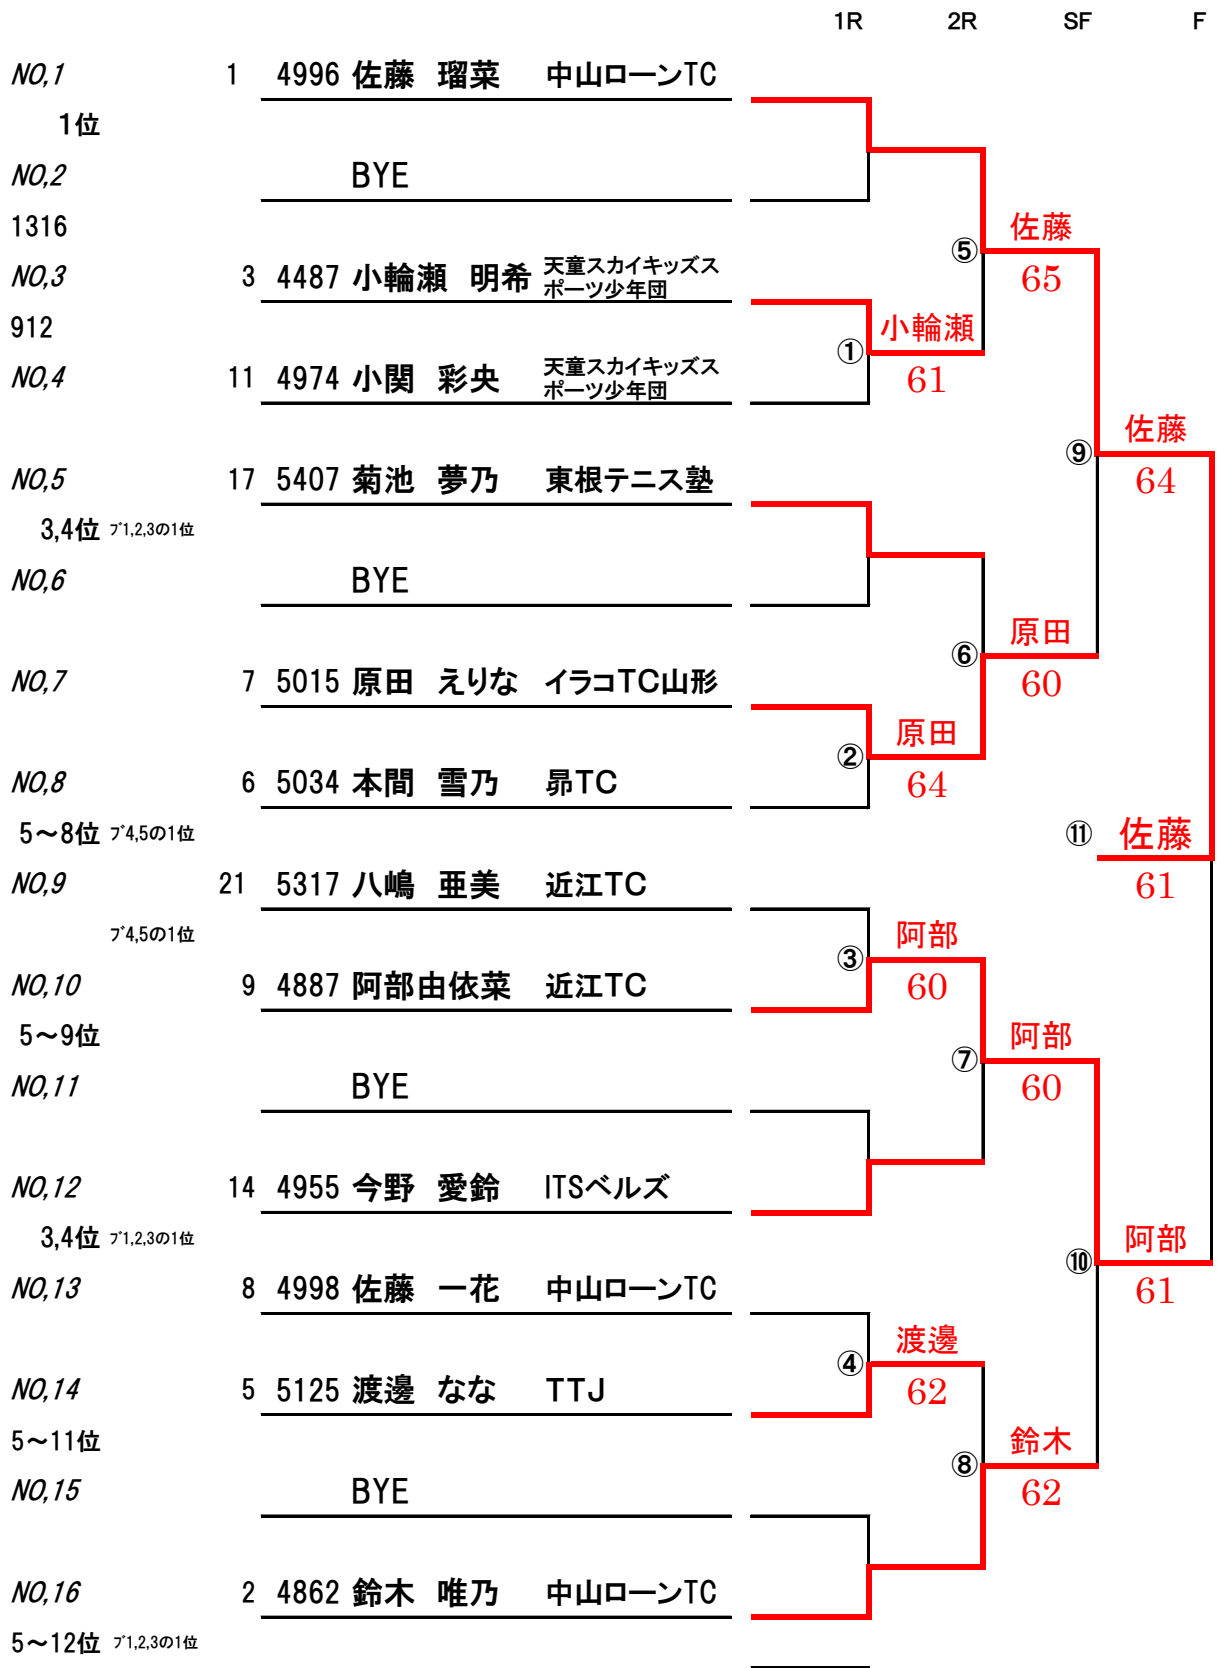 1R 2R SF F
NO,1 1 4996 佐藤　瑠菜 中山ローンTC
1位
NO,2 BYE
1316 佐藤
⑤
NO,3 3 4487 小輪瀬　明希 天童スカイキッズス
ポーツ少年団 65
912 小輪瀬
①
NO,4 11 4974 小関　彩央 天童スカイキッズス
ポーツ少年団 61
佐藤
⑨
NO,5 17 5407 菊池　夢乃 東根テニス塾 64
3,4位 ﾌﾞ1,2,3の1位
NO,6 BYE
原田
⑥
NO,7 7 5015 原田　えりな イラコTC山形 60
原田
②
NO,8 6 5034 本間　雪乃 昴TC 64
5～8位 ﾌﾞ4,5の1位 ⑪ 佐藤
NO,9 21 5317 八嶋　亜美 近江TC 61
ﾌﾞ4,5の1位 阿部
③
NO,10 9 4887 阿部由依菜 近江TC 60
5～9位 阿部
⑦
NO,11 BYE 60
NO,12 14 4955 今野　愛鈴 ITSベルズ
3,4位 ﾌﾞ1,2,3の1位 阿部
⑩
NO,13 8 4998 佐藤　一花 中山ローンTC 61
渡邊
④
NO,14 5 5125 渡邊　なな TTJ 62
5～11位 鈴木
⑧
NO,15 BYE 62
NO,16 2 4862 鈴木　唯乃 中山ローンTC
5～12位 ﾌﾞ1,2,3の1位